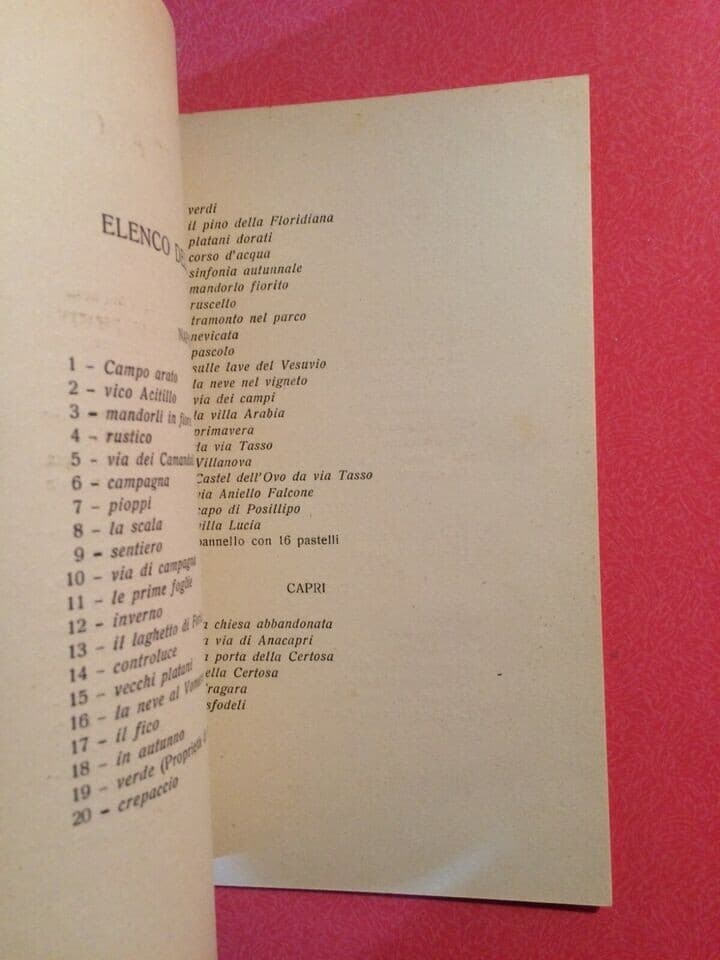 ELENCO
1 - Campo arato
2 - vico Acitillo
3 - mandorli in
4 - rustico
5 - via dei
6 - campagna
7 - pioppi
8 - la scala
9 - sentiero
10 - via di campagna
11 - le prime foglie
12 - inverno
13 - il laghetto di
14 - controluce
15 - vecchi platani
16 - la neve al
17 - il fico
18 - in autunno
19 - verde (Proprietà
20 - crepaccio
verdi
il pino della Floridiana
platani dorati
corso d'acqua
sinfonia autunnale
mandorlo fiorito
ruscello
tramonto nel parco
nevicata
pascolo
sulle lave del Vesuvio
la neve nel vigneto
via dei campi
la villa Arabia
primavera
da via Tasso
Villanova
Castel dell'Ovo da via Tasso
via Aniello Falcone
capo di Posillipo
villa Lucia
pannello con 16 pastelli
CAPRI
chiesa abbandonata
via di Anacapri
porta della Certosa
Certosa